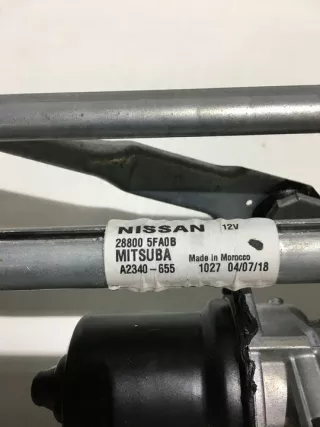 NISSAN 12V
28800 5FA0B
MITSUBA Made in Morocco
A2340-655 1027 04/07/18